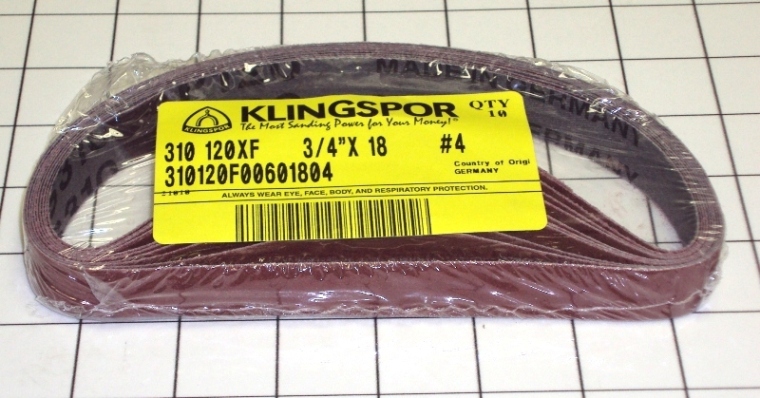 MADE IN GERMANY
KLINGSPOR
QTY
10
The Most Sanding Power for Your Money!™
310 120XF 3/4"X 18 #4
310120F00601804
Country of Origi
GERMANY
ALWAYS WEAR EYE, FACE, BODY, AND RESPIRATORY PROTECTION.